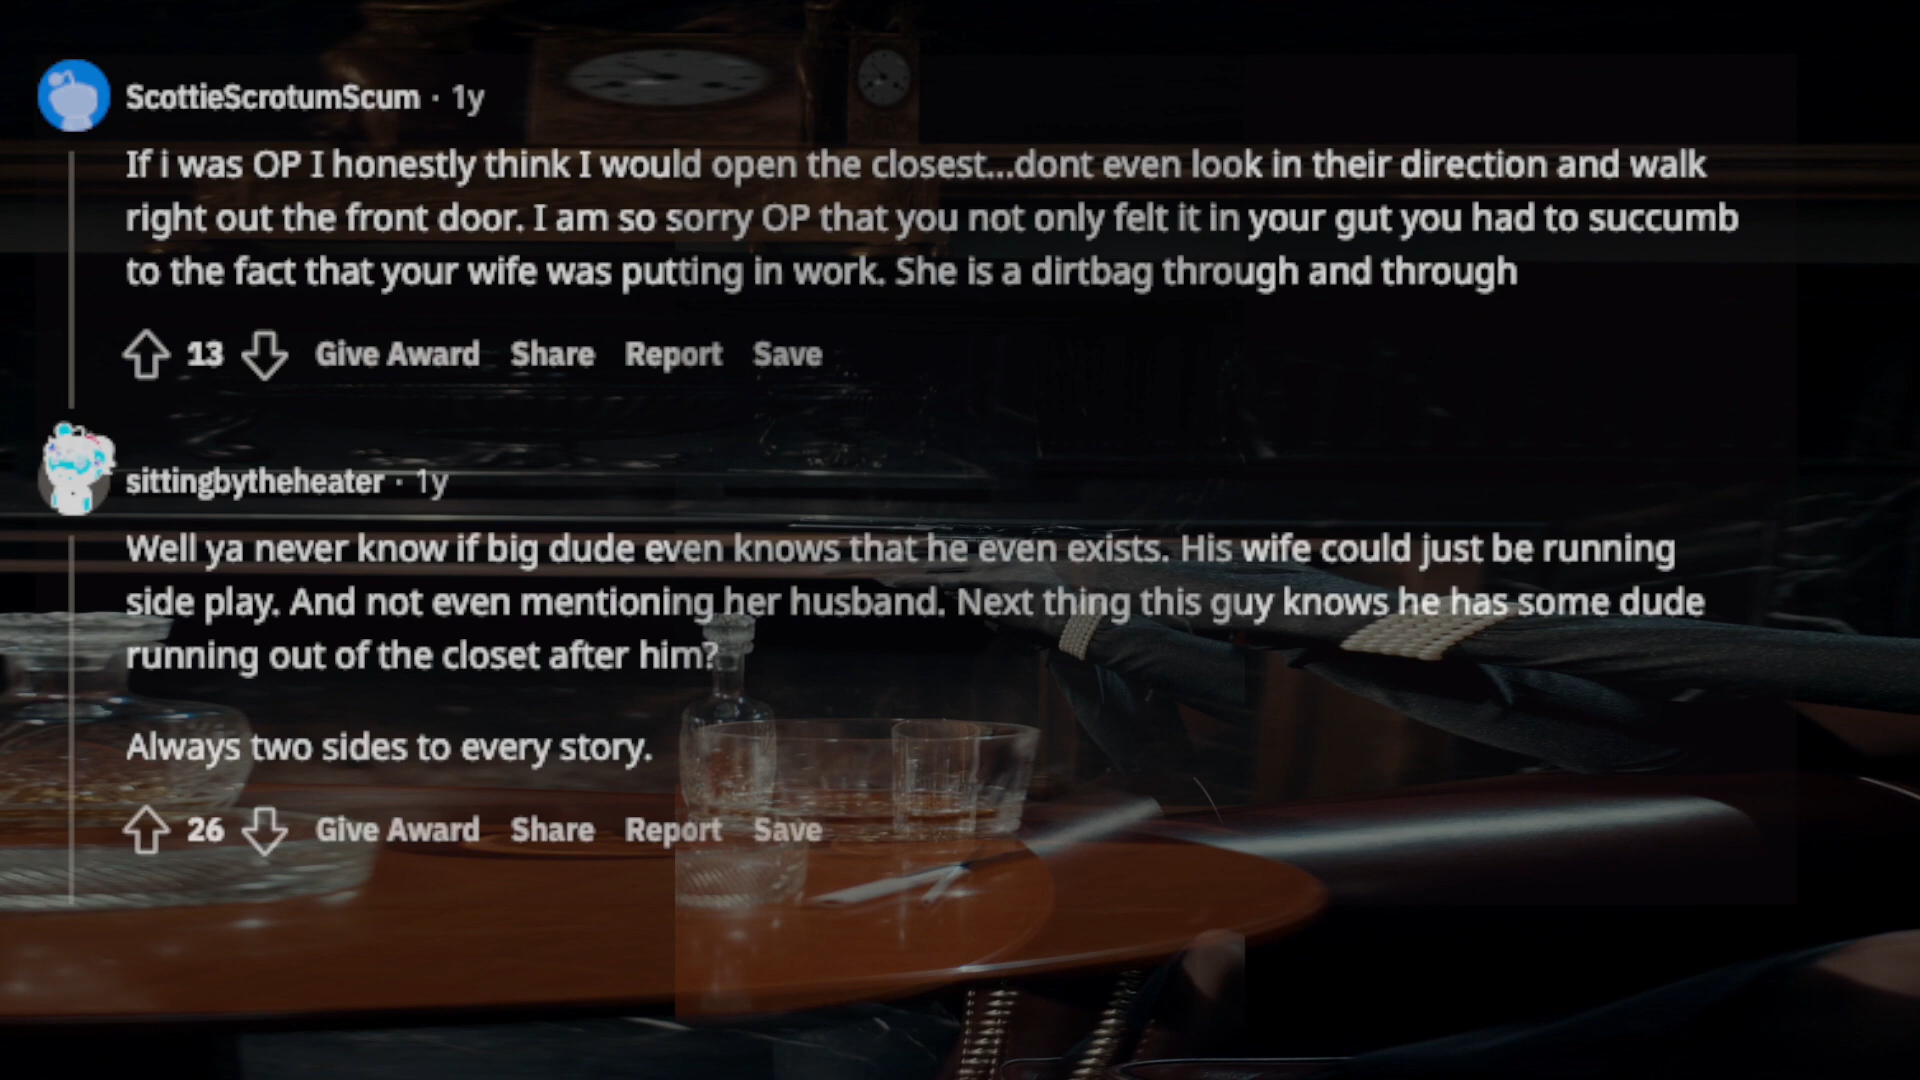 ScottieScrotumScum · 1y
If i was OP I honestly think I would open the closest...dont even look in their direction and walk
right out the front door. I am so sorry OP that you not only felt it in your gut you had to succumb
to the fact that your wife was putting in work. She is a dirtbag through and through
13 Give Award Share Report Save
sittingbytheheater · 1y
Well ya never know if big dude even knows that he even exists. His wife could just be running
side play. And not even mentioning her husband. Next thing this guy knows he has some dude
running out of the closet after him?
Always two sides to every story.
26 Give Award Share Report Save